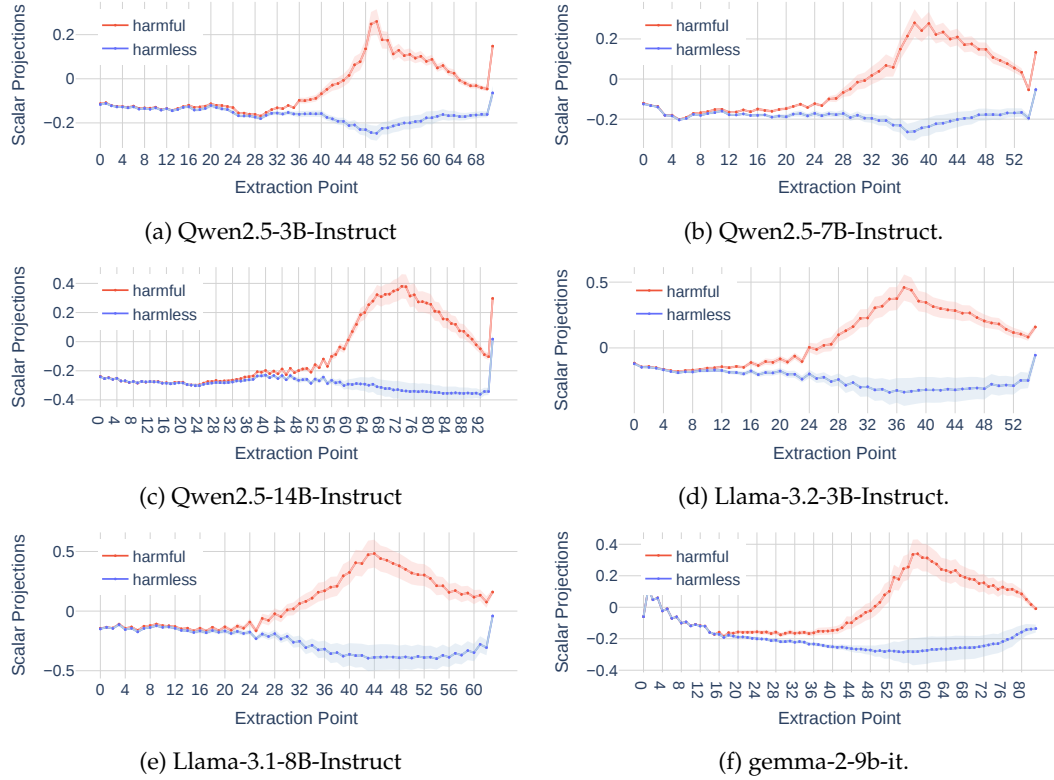 harmful
harmless
Scalar Projections
0.2
0
−0.2
0 4 8 12 16 20 24 28 32 36 40 44 48 52 56 60 64 68
Extraction Point
(a) Qwen2.5-3B-Instruct
harmful
harmless
Scalar Projections
0.2
0
−0.2
0 4 8 12 16 20 24 28 32 36 40 44 48 52
Extraction Point
(b) Qwen2.5-7B-Instruct.
harmful
harmless
Scalar Projections
0.4
0.2
0
−0.2
−0.4
0 4 8 12 16 20 24 28 32 36 40 44 48 52 56 60 64 68 72 76 80 84 88 92
Extraction Point
(c) Qwen2.5-14B-Instruct
harmful
harmless
Scalar Projections
0.5
0
0 4 8 12 16 20 24 28 32 36 40 44 48 52
Extraction Point
(d) Llama-3.2-3B-Instruct.
harmful
harmless
Scalar Projections
0.5
0
−0.5
0 4 8 12 16 20 24 28 32 36 40 44 48 52 56 60
Extraction Point
(e) Llama-3.1-8B-Instruct
harmful
harmless
Scalar Projections
0.4
0.2
0
−0.2
−0.4
0 4 8 12 16 20 24 28 32 36 40 44 48 52 56 60 64 68 72 76 80
Extraction Point
(f) gemma-2-9b-it.